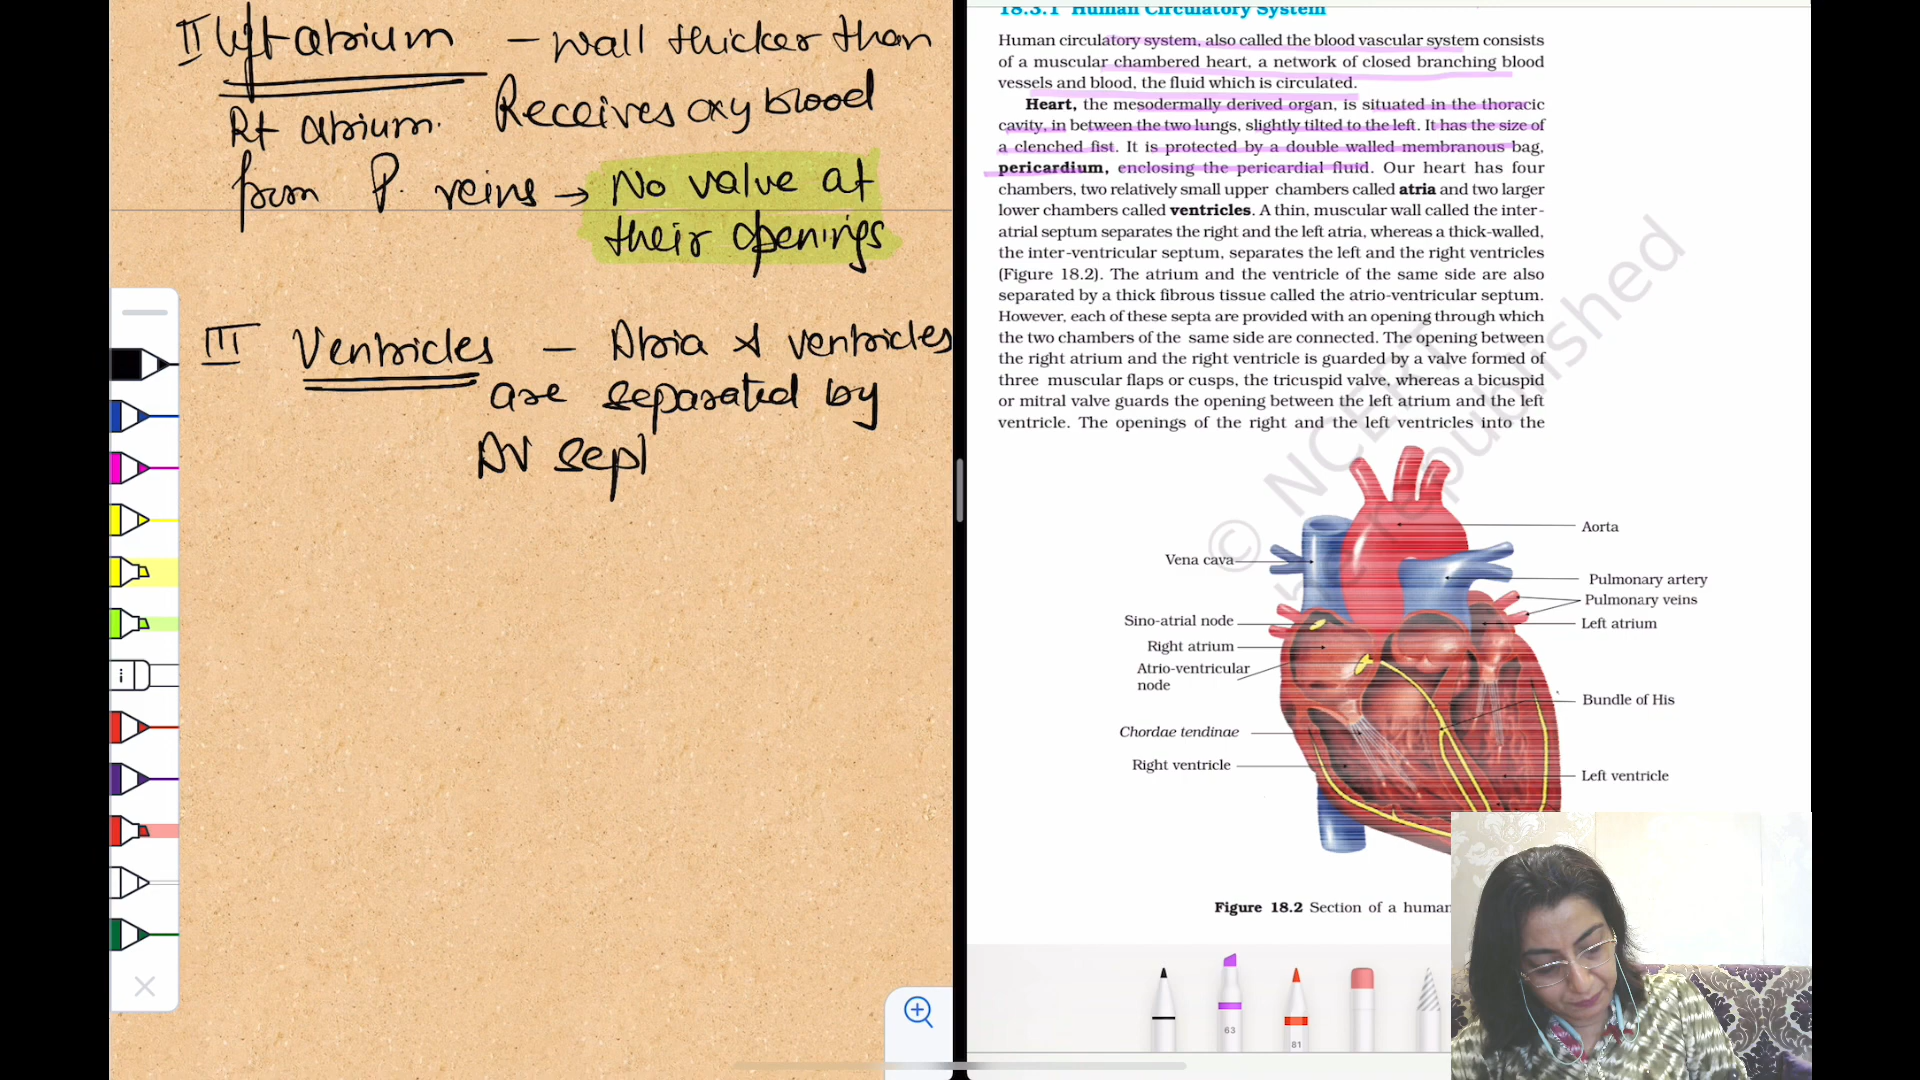 II left atrium – wall thicker than
Rt atrium. Receives oxy blood
from P. veins → No valve at
their openings
III Ventricles – Atria & ventricles
are separated by
AV sept
i
18.3.1 Human Circulatory System
Human circulatory system, also called the blood vascular system consists
of a muscular chambered heart, a network of closed branching blood
vessels and blood, the fluid which is circulated.
Heart, the mesodermally derived organ, is situated in the thoracic
cavity, in between the two lungs, slightly tilted to the left. It has the size of
a clenched fist. It is protected by a double walled membranous bag,
pericardium, enclosing the pericardial fluid. Our heart has four
chambers, two relatively small upper chambers called atria and two larger
lower chambers called ventricles. A thin, muscular wall called the inter-
atrial septum separates the right and the left atria, whereas a thick-walled,
the inter-ventricular septum, separates the left and the right ventricles
(Figure 18.2). The atrium and the ventricle of the same side are also
separated by a thick fibrous tissue called the atrio-ventricular septum.
However, each of these septa are provided with an opening through which
the two chambers of the same side are connected. The opening between
the right atrium and the right ventricle is guarded by a valve formed of
three muscular flaps or cusps, the tricuspid valve, whereas a bicuspid
or mitral valve guards the opening between the left atrium and the left
ventricle. The openings of the right and the left ventricles into the
© NCERT
be republished
Aorta
Vena cava
Pulmonary artery
Pulmonary veins
Sino-atrial node
Left atrium
Right atrium
Atrio-ventricular
node
Bundle of His
Chordae tendinae
Right ventricle
Left ventricle
Figure 18.2 Section of a human
63
81